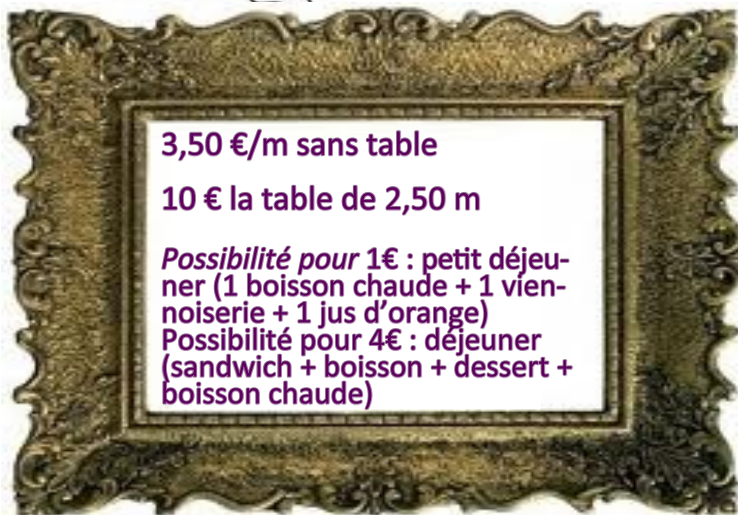 3,50 €/m sans table
10 € la table de 2,50 m
Possibilité pour 1€ : petit déjeu-
ner (1 boisson chaude + 1 vien-
noiserie + 1 jus d’orange)
Possibilité pour 4€ : déjeuner
(sandwich + boisson + dessert +
boisson chaude)